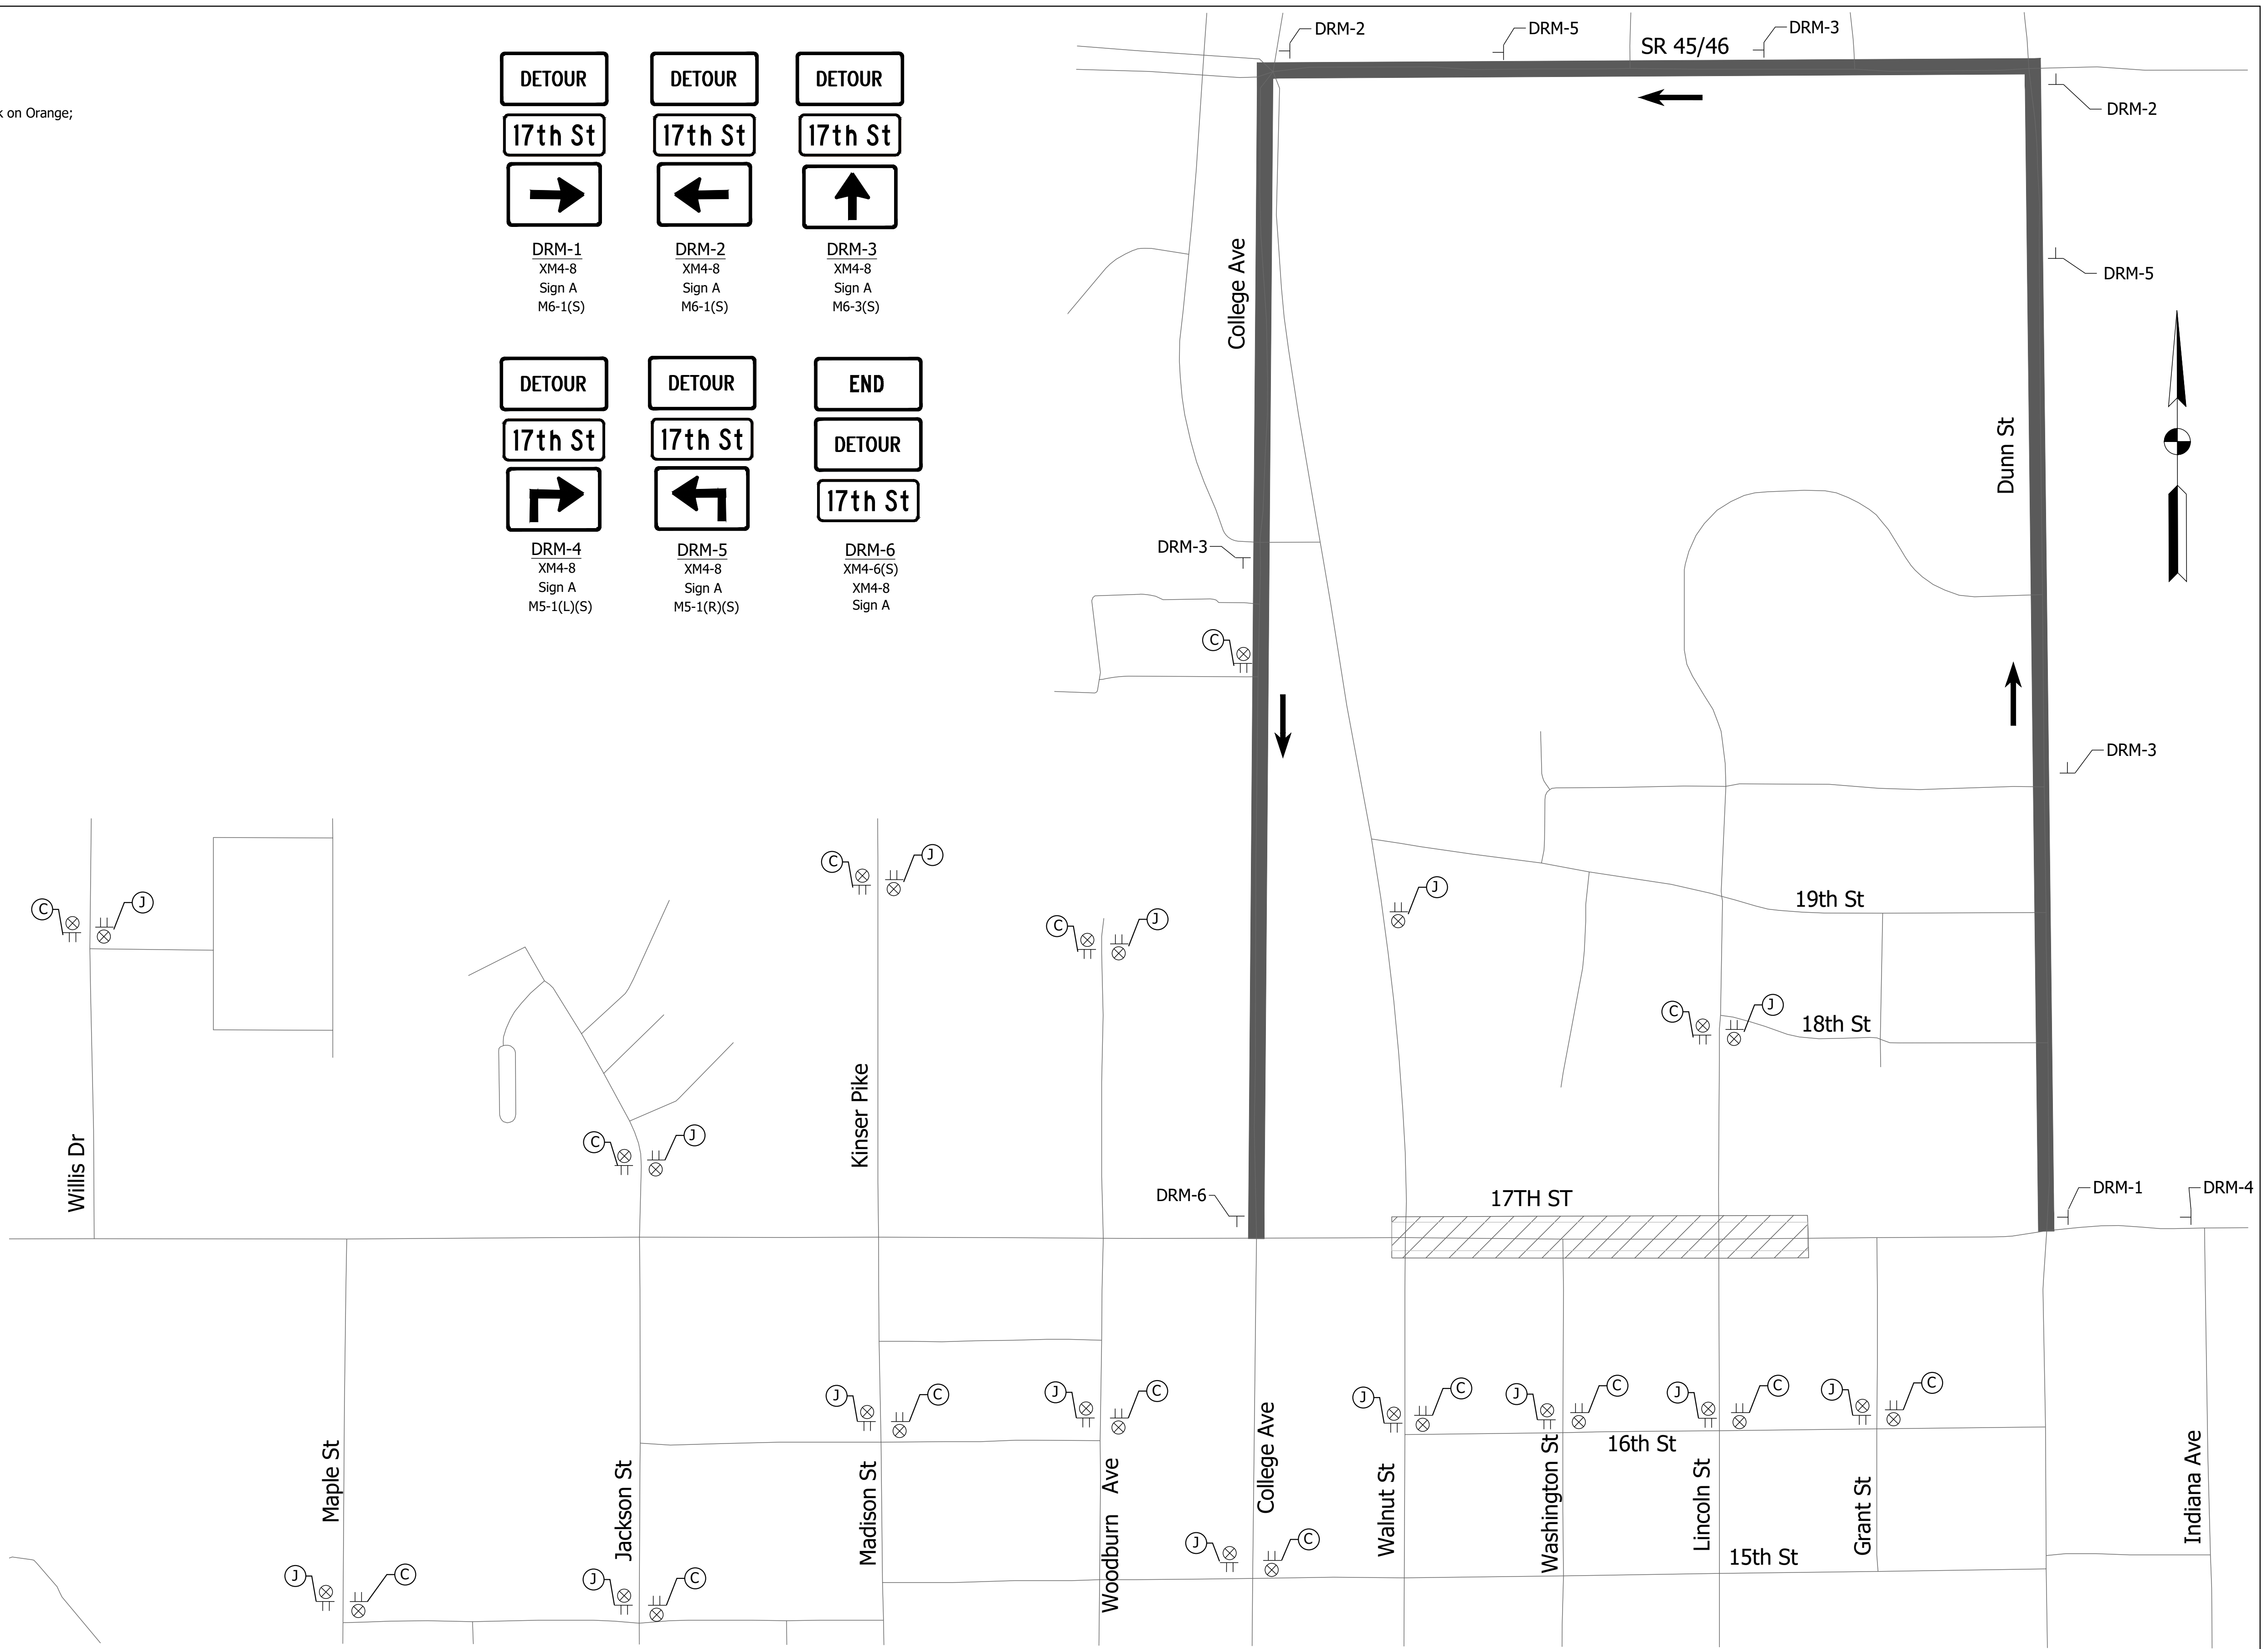 k on Orange;
DETOUR
17th St
DRM-1
XM4-8
Sign A
M6-1(S)
DETOUR
17th St
DRM-2
XM4-8
Sign A
M6-1(S)
DETOUR
17th St
DRM-3
XM4-8
Sign A
M6-3(S)
DETOUR
17th St
DRM-4
XM4-8
Sign A
M5-1(L)(S)
DETOUR
17th St
DRM-5
XM4-8
Sign A
M5-1(R)(S)
END
DETOUR
17th St
DRM-6
XM4-6(S)
XM4-8
Sign A
DRM-2
DRM-5
DRM-3
SR 45/46
DRM-2
DRM-5
College Ave
Dunn St
DRM-3
C
DRM-3
C
J
C
J
C
J
J
19th St
C
J
18th St
C
J
Willis Dr
Kinser Pike
DRM-6
17TH ST
DRM-1
DRM-4
J
C
J
C
J
C
J
C
J
C
J
C
16th St
Maple St
Jackson St
Madison St
Woodburn Ave
College Ave
Walnut St
Washington St
Lincoln St
Grant St
Indiana Ave
15th St
J
C
J
C
J
C